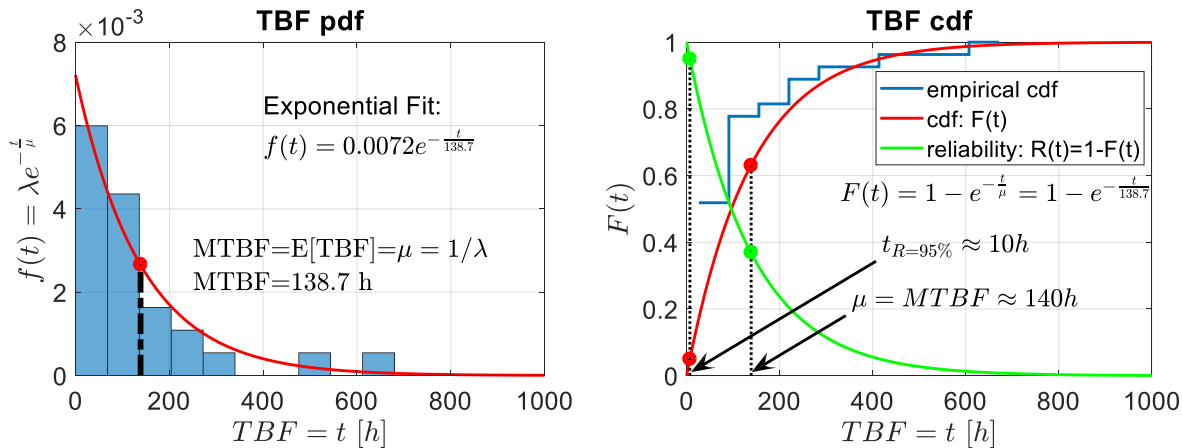 TBF pdf
×10⁻³
8
6
4
2
0
f(t) = λe^{-t/μ}
Exponential Fit:
f(t) = 0.0072e^{-t/138.7}
MTBF=E[TBF]=μ = 1/λ
MTBF=138.7 h
0 200 400 600 800 1000
TBF = t [h]
TBF cdf
1
0.8
0.6
0.4
0.2
0
F(t)
empirical cdf
cdf: F(t)
reliability: R(t)=1-F(t)
F(t) = 1 − e^{-t/μ} = 1 − e^{-t/138.7}
t_{R=95%} ≈ 10h
μ = MTBF ≈ 140h
0 200 400 600 800 1000
TBF = t [h]